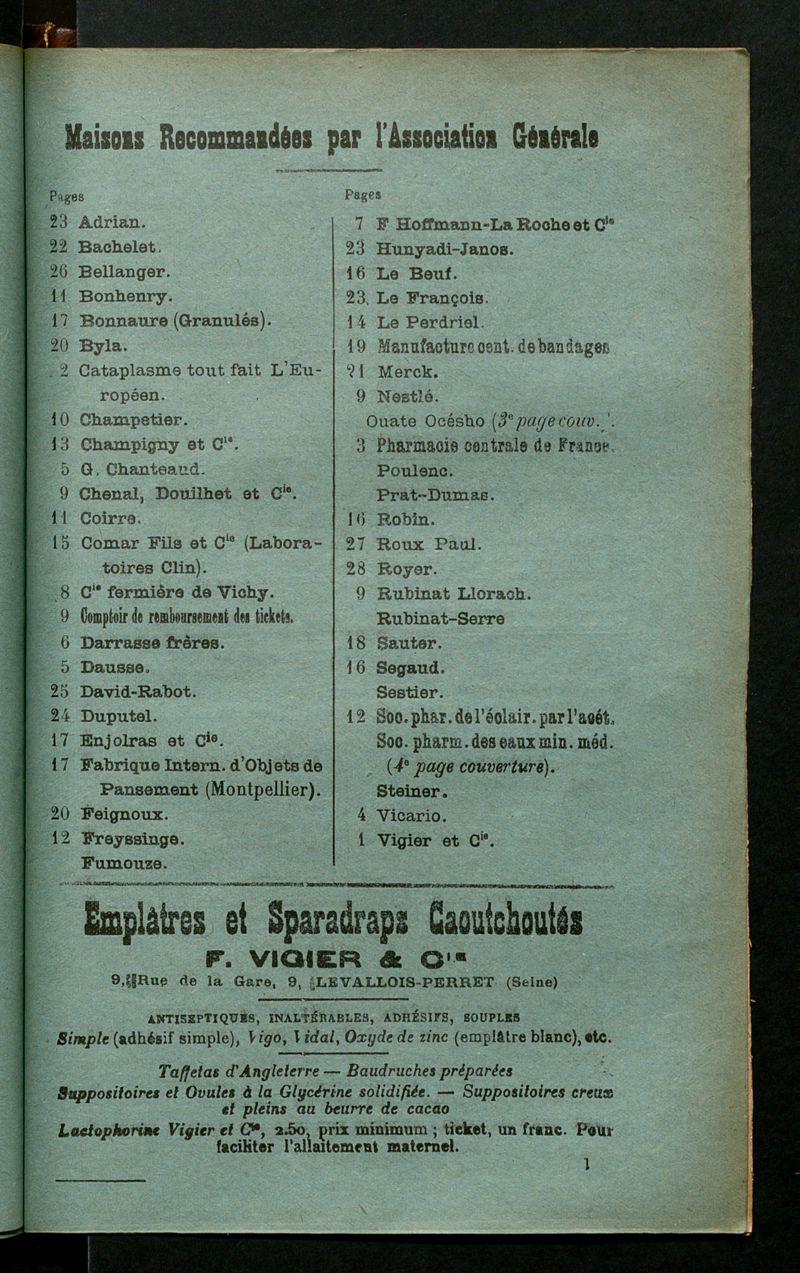 Maisons Recommandées par l'Association Générale
Pages
23 Adrian.
22 Bachelet.
26 Bellanger.
11 Bonhenry.
17 Bonnaure (Granulés).
20 Byla.
2 Cataplasme tout fait L'Eu-
ropéen.
10 Champetier.
13 Champigny et Cie.
5 G. Chanteaud.
9 Chenal, Douilhet et Cie.
11 Coirre.
15 Comar Fils et Cie (Labora-
toires Clin).
8 Cie fermière de Vichy.
9 Comptoir de remboursement des tickets.
6 Darrasse frères.
5 Dausse.
25 David-Rabot.
24 Duputel.
17 Enjolras et Cie.
17 Fabrique Intern. d'Objets de
Pansement (Montpellier).
20 Feignoux.
12 Freyssinge.
Fumouze.
Pages
7 F Hoffmann-La Roche et Cie
23 Hunyadi-Janos.
16 Le Beuf.
23. Le François.
14 Le Perdriel.
19 Manufacture cent. de bandages
21 Merck.
9 Nestlé.
Ouate Océsho (3e page couv.).
3 Pharmacie centrale de France.
Poulenc.
Prat-Dumas.
16 Robin.
27 Roux Paul.
28 Royer.
9 Rubinat Llorach.
Rubinat-Serre
18 Sauter.
16 Segaud.
Sestier.
12 Soc. phar. de l'éclair. par l'acét.
Soc. pharm. des eaux min. méd.
(4e page couverture).
Steiner.
4 Vicario.
1 Vigier et Cie.
Emplâtres et Sparadraps Caoutchoutés
F. VIGIER & Cie
9, Rue de la Gare, 9, LEVALLOIS-PERRET (Seine)
ANTISEPTIQUES, INALTÉRABLES, ADHÉSIFS, SOUPLES
Simple (adhésif simple), Vigo, Vidal, Oxyde de zinc (emplâtre blanc), etc.
Taffetas d'Angleterre — Baudruches préparées
Suppositoires et Ovules à la Glycérine solidifiée. — Suppositoires creux
et pleins au beurre de cacao
Lactophorine Vigier et Cie, 2.50, prix minimum ; ticket, un franc. Pour
faciliter l'allaitement maternel.
1